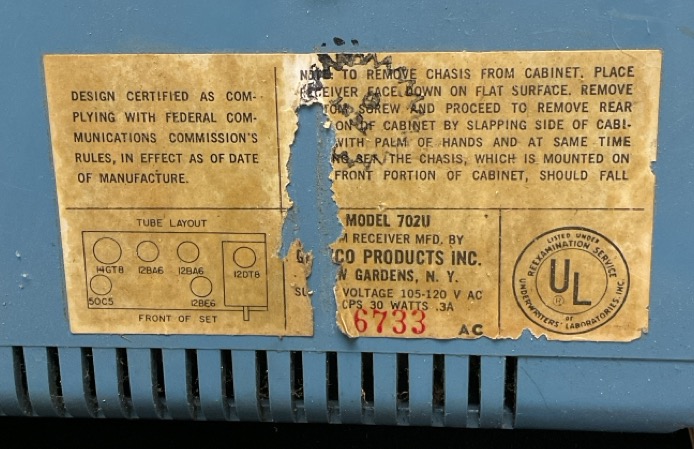 DESIGN CERTIFIED AS COM-
PLYING WITH FEDERAL COM-
MUNICATIONS COMMISSION'S
RULES, IN EFFECT AS OF DATE
OF MANUFACTURE.
TO REMOVE CHASIS FROM CABINET. PLACE
FACE DOWN ON FLAT SURFACE. REMOVE
SCREW AND PROCEED TO REMOVE REAR
OF CABINET BY SLAPPING SIDE OF CABI-
WITH PALM OF HANDS AND AT SAME TIME
THE CHASSIS, WHICH IS MOUNTED ON
FRONT PORTION OF CABINET, SHOULD FALL
TUBE LAYOUT
14GT8 12BA6 12BA6 12DT8
50C5 12BE6
FRONT OF SET
MODEL 702U
RECEIVER MFD. BY
PRODUCTS INC.
GARDENS, N. Y.
VOLTAGE 105-120 V AC
CPS 30 WATTS .3A
6733 AC
LISTED UNDER
REEXAMINATION SERVICE
UL
®
OF
UNDERWRITERS' LABORATORIES, INC.